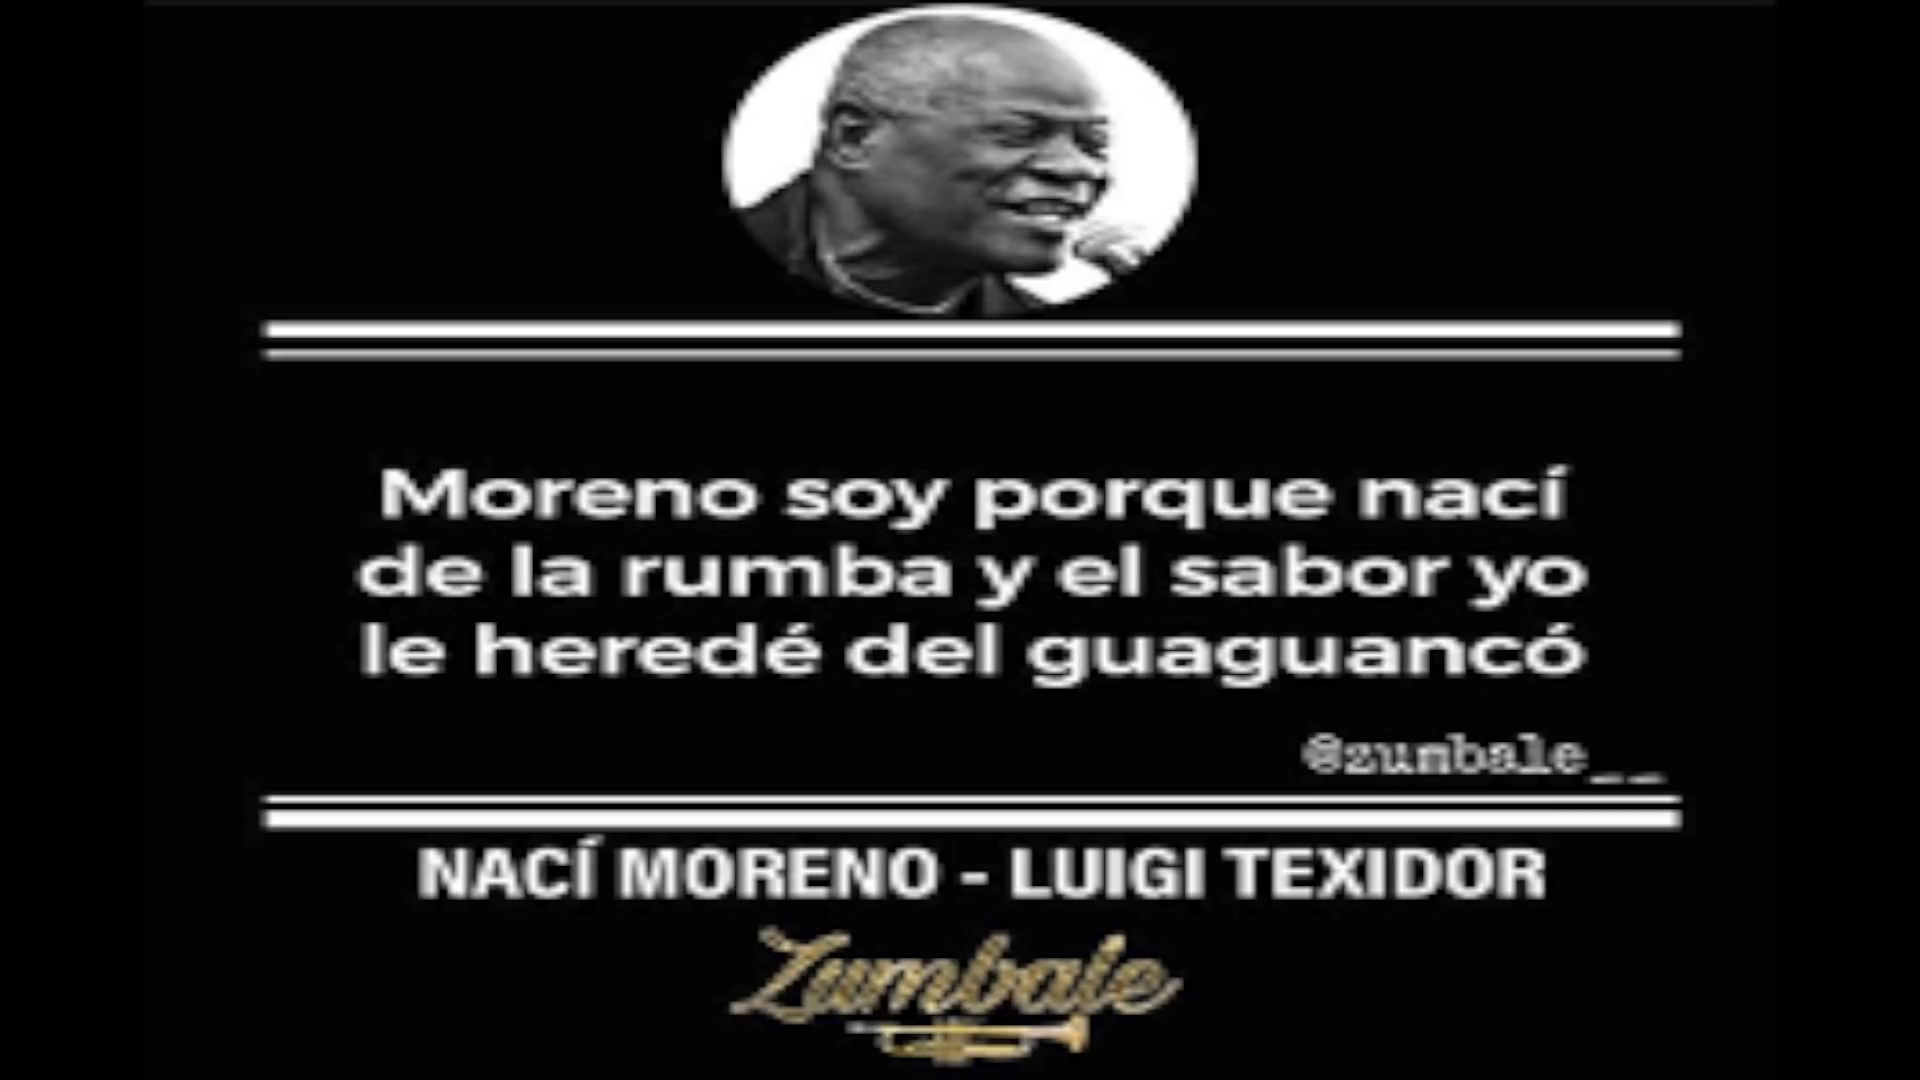 Moreno soy porque nací
de la rumba y el sabor yo
le heredé del guaguancó
@zumbale__
NACÍ MORENO - LUIGI TEXIDOR
Zumbale